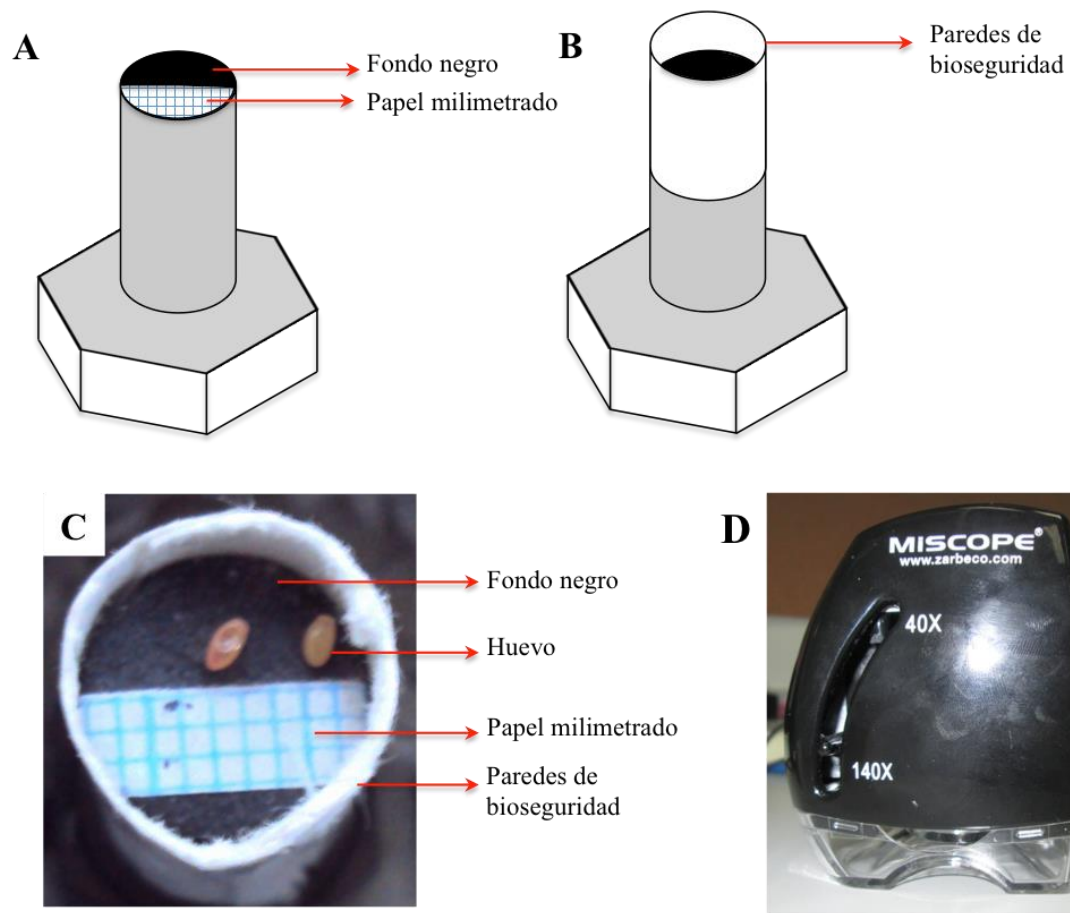 A
Fondo negro
Papel milimetrado
B
Paredes de
bioseguridad
C
Fondo negro
Huevo
Papel milimetrado
Paredes de
bioseguridad
D
MISCOPE®
www.zarbeco.com
40X
140X